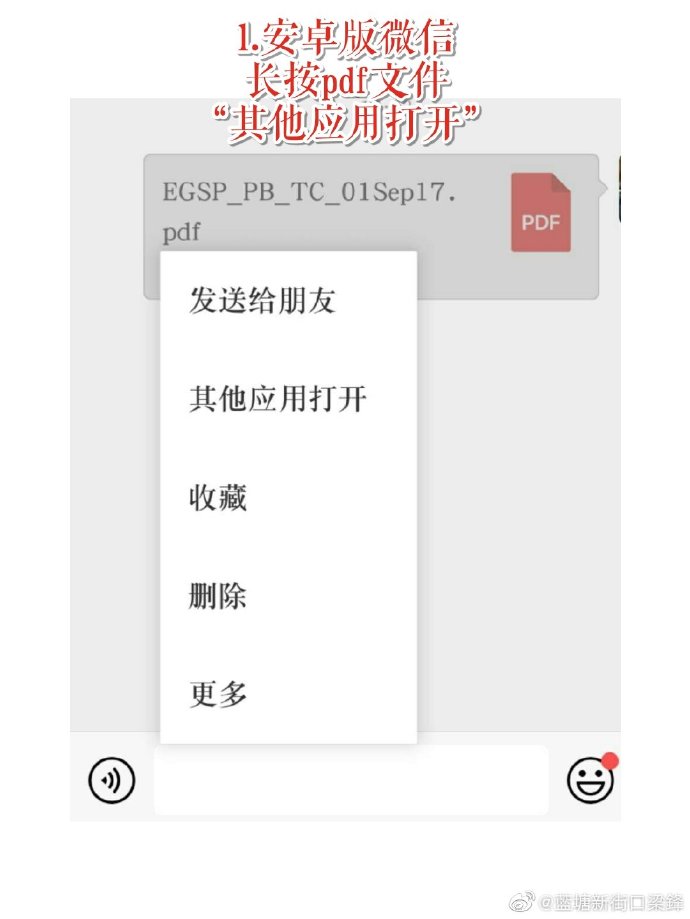 1.安卓版微信
长按pdf文件
“其他应用打开”
EGSP_PB_TC_01Sep17.
pdf
PDF
发送给朋友
其他应用打开
收藏
删除
更多
@蓝塘新街口梁鋒